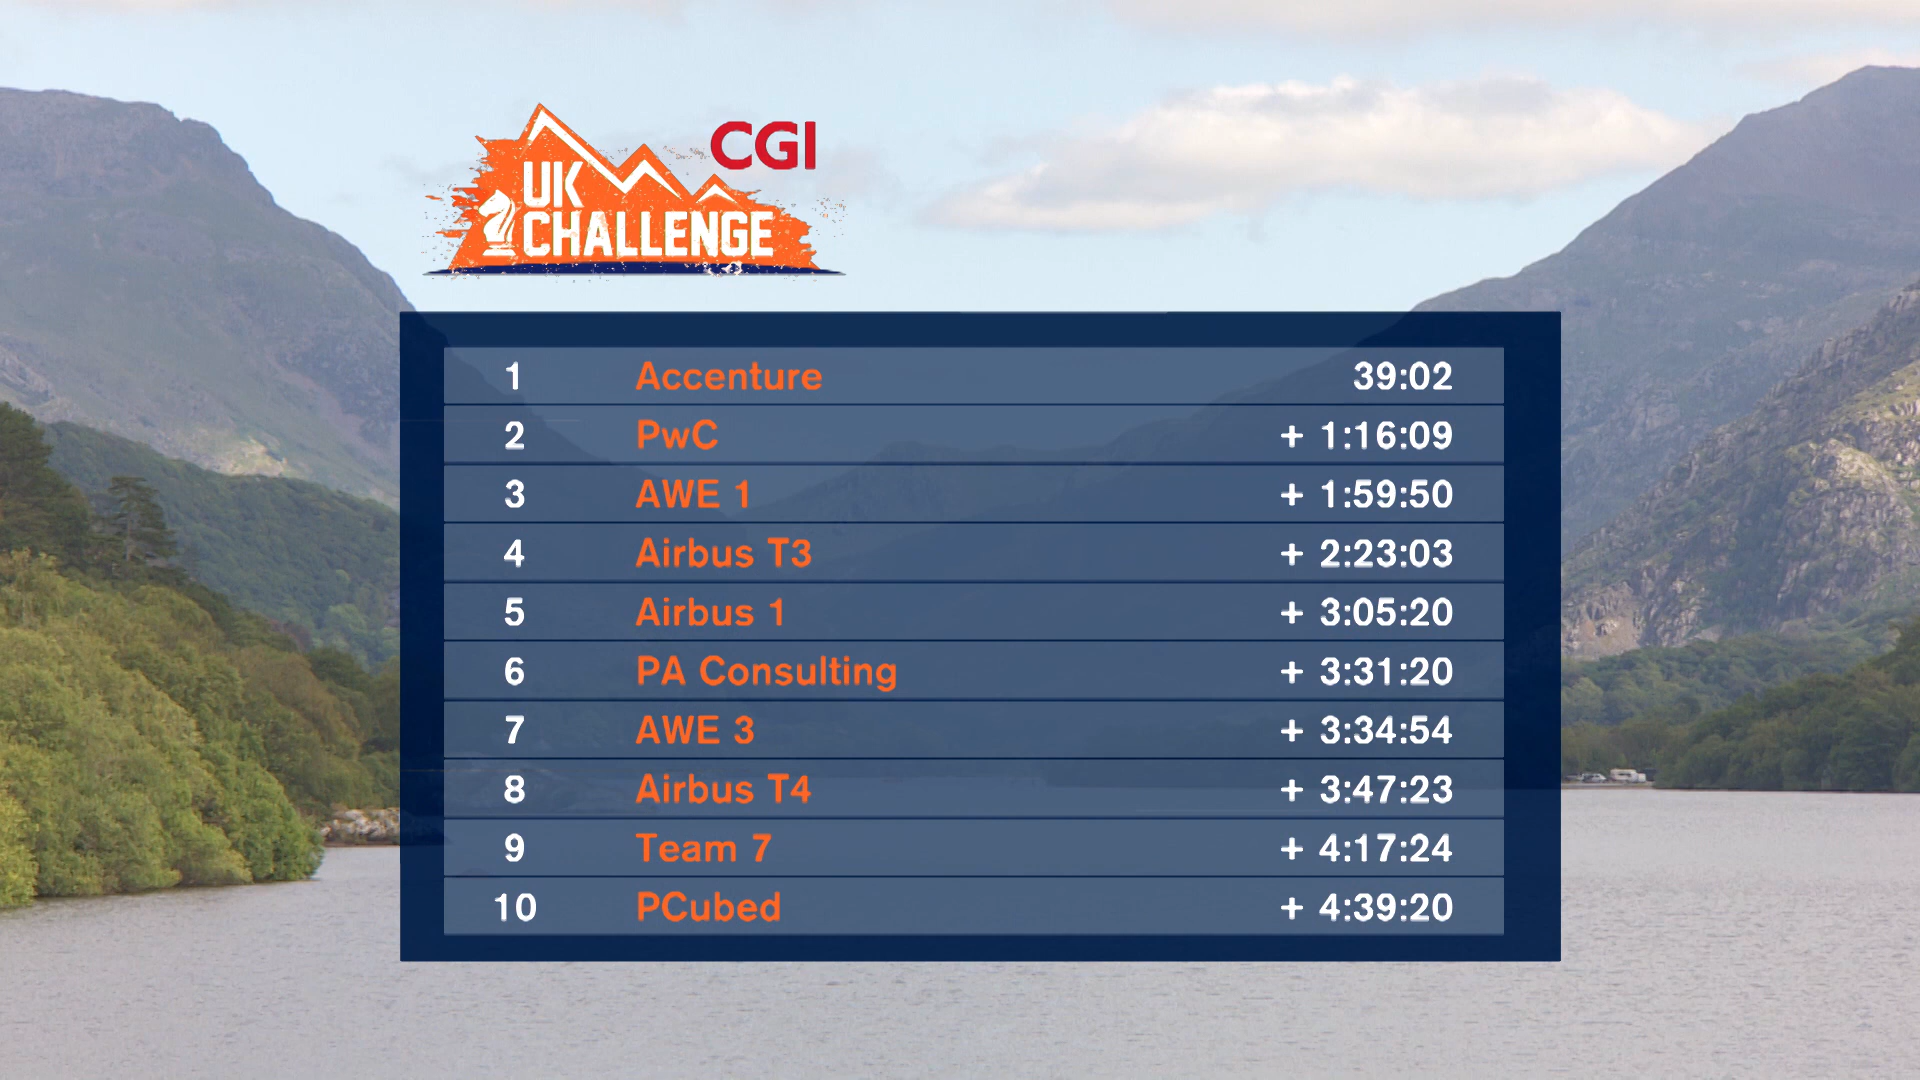 CGI
UK
CHALLENGE
1 Accenture 39:02
2 PwC + 1:16:09
3 AWE 1 + 1:59:50
4 Airbus T3 + 2:23:03
5 Airbus 1 + 3:05:20
6 PA Consulting + 3:31:20
7 AWE 3 + 3:34:54
8 Airbus T4 + 3:47:23
9 Team 7 + 4:17:24
10 PCubed + 4:39:20